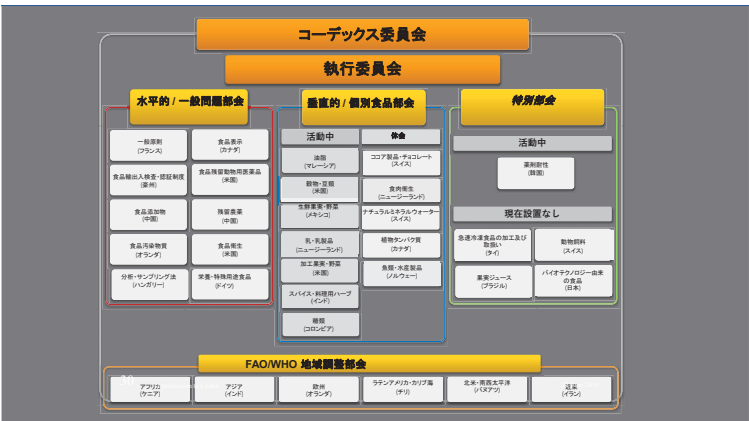 コーデックス委員会
執行委員会
水平的 / 一般問題部会
一般原則
(フランス)
食品表示
(カナダ)
食品輸出入検査・認証制度
(豪州)
食品残留動物用医薬品
(米国)
食品添加物
(中国)
残留農薬
(中国)
食品汚染物質
(オランダ)
食品衛生
(米国)
分析・サンプリング法
(ハンガリー)
栄養・特殊用途食品
(ドイツ)
垂直的 / 個別食品部会
活動中
休会
油脂
(マレーシア)
ココア製品・チョコレート
(スイス)
穀物・豆類
(米国)
食肉衛生
(ニュージーランド)
生鮮果実・野菜
(メキシコ)
ナチュラルミネラルウォーター
(スイス)
乳・乳製品
(ニュージーランド)
植物タンパク質
(カナダ)
加工果実・野菜
(米国)
魚類・水産製品
(ノルウェー)
スパイス・料理用ハーブ
(インド)
糖類
(コロンビア)
特別部会
活動中
薬剤耐性
(韓国)
現在設置なし
急速冷凍食品の加工及び
取扱い
(タイ)
動物飼料
(スイス)
果実ジュース
(ブラジル)
バイオテクノロジー由来
の食品
(日本)
FAO/WHO 地域調整部会
30
アフリカ
(ケニア)
アジア
(インド)
欧州
(オランダ)
ラテンアメリカ・カリブ海
(チリ)
北米・南西太平洋
(バヌアツ)
近東
(イラン)